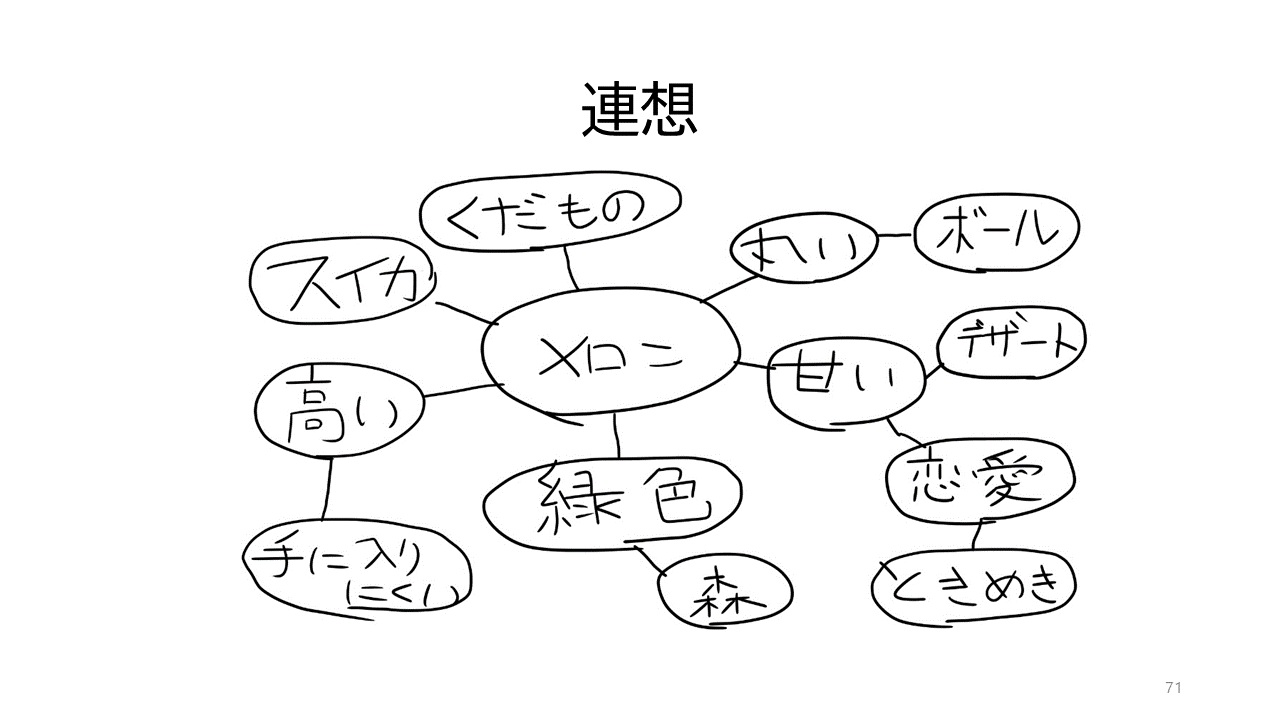 連想
くだもの
スイカ
丸い
ボール
メロン
甘い
デザート
高い
緑色
恋愛
手に入り
にくい
森
ときめき
71